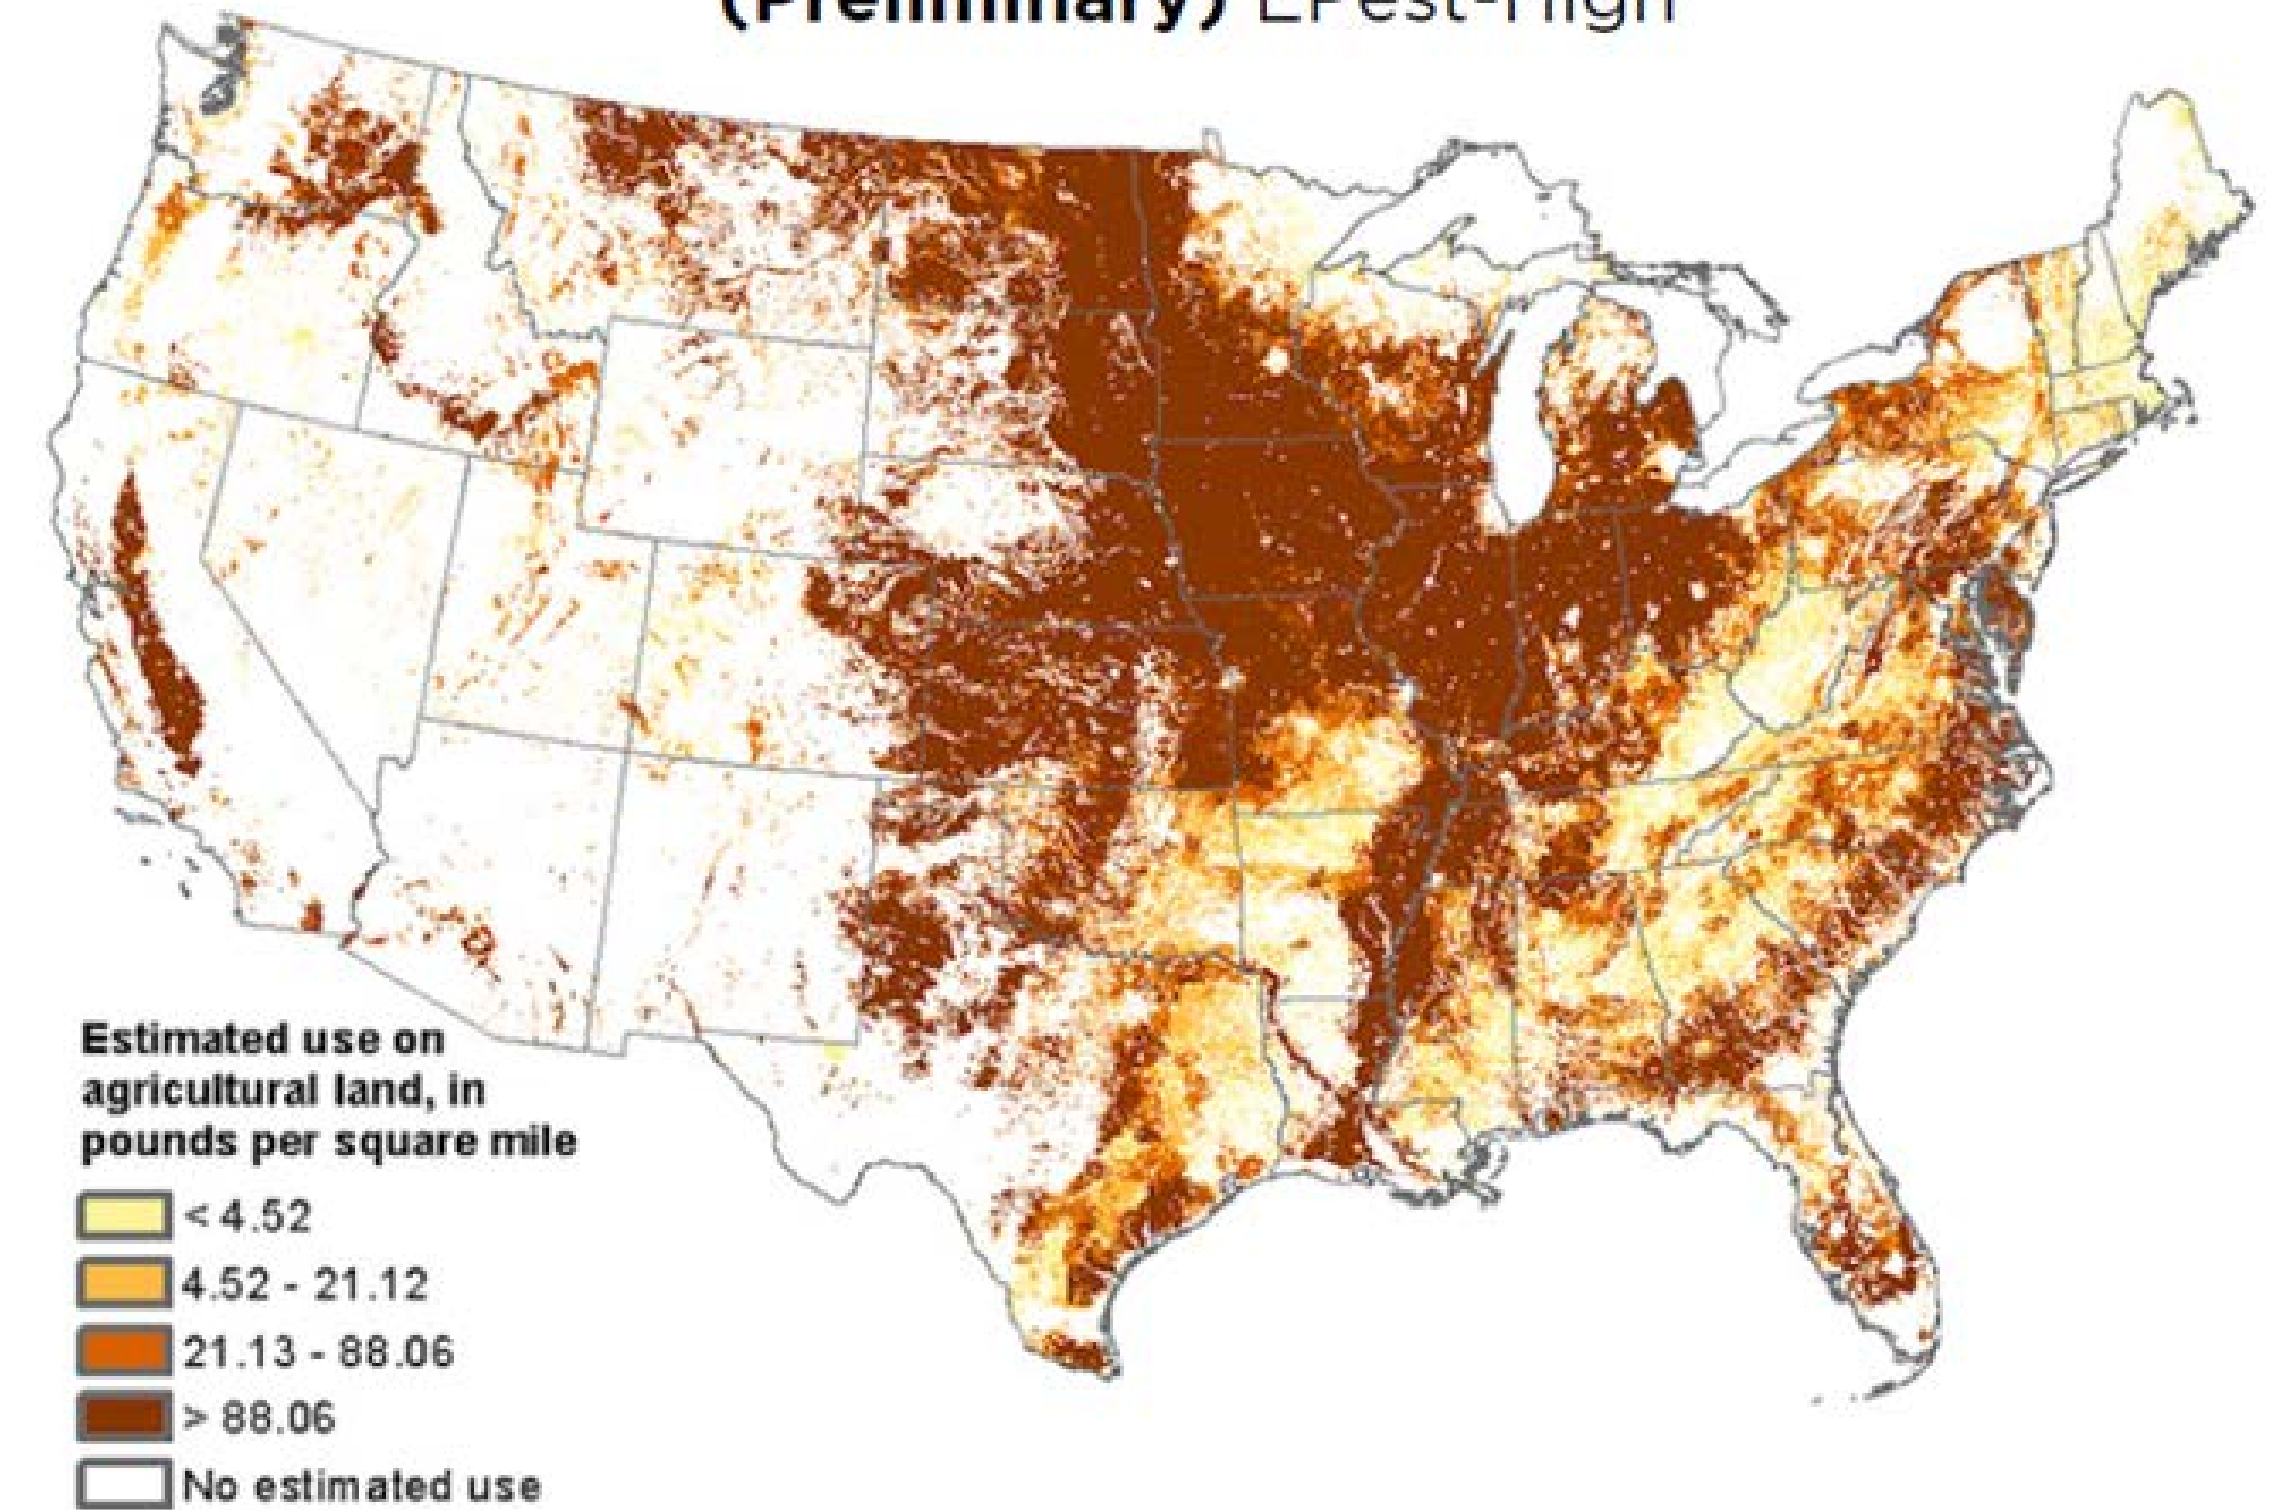 (Preliminary) EPest-High
Estimated use on
agricultural land, in
pounds per square mile
< 4.52
4.52 - 21.12
21.13 - 88.06
> 88.06
No estimated use